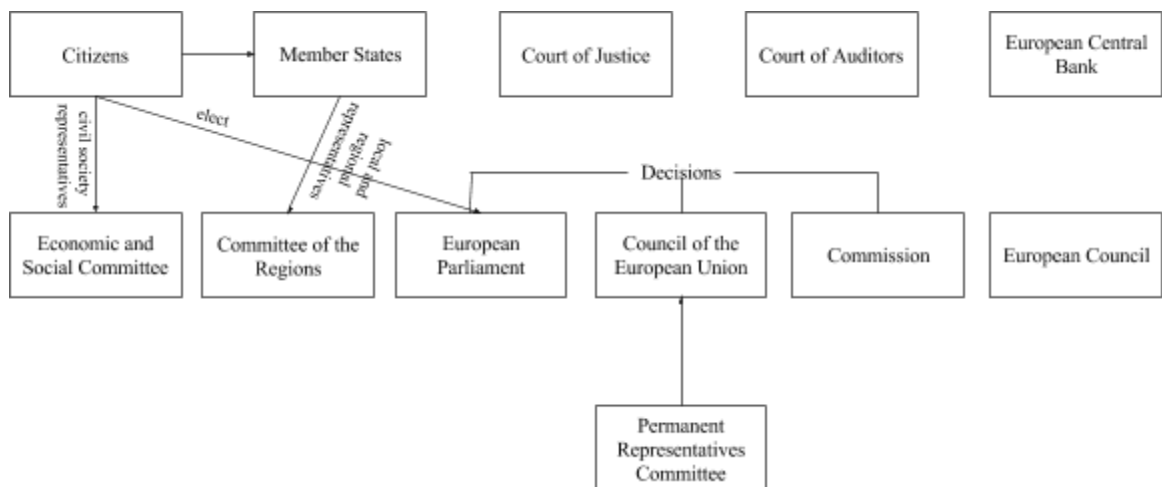 Citizens
Member States
Court of Justice
Court of Auditors
European Central
Bank
civil society
representatives
elect
local and
regional
representatives
Decisions
Economic and
Social Committee
Committee of the
Regions
European
Parliament
Council of the
European Union
Commission
European Council
Permanent
Representatives
Committee